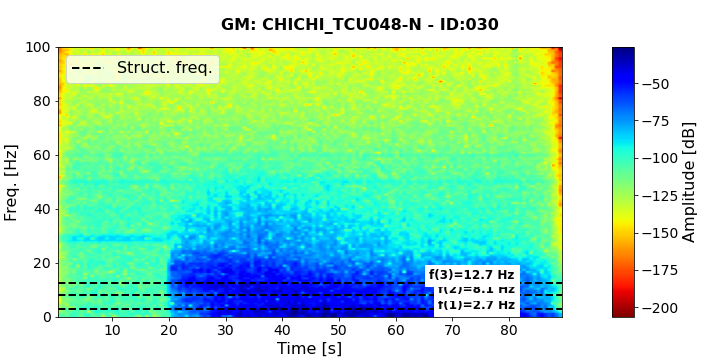 GM: CHICHI_TCU048-N - ID:030
100
80
60
40
20
0
Freq. [Hz]
Struct. freq.
f(3)=12.7 Hz
f(2)=8.1 Hz
f(1)=2.7 Hz
10 20 30 40 50 60 70 80
Time [s]
−50
−75
−100
−125
−150
−175
−200
Amplitude [dB]